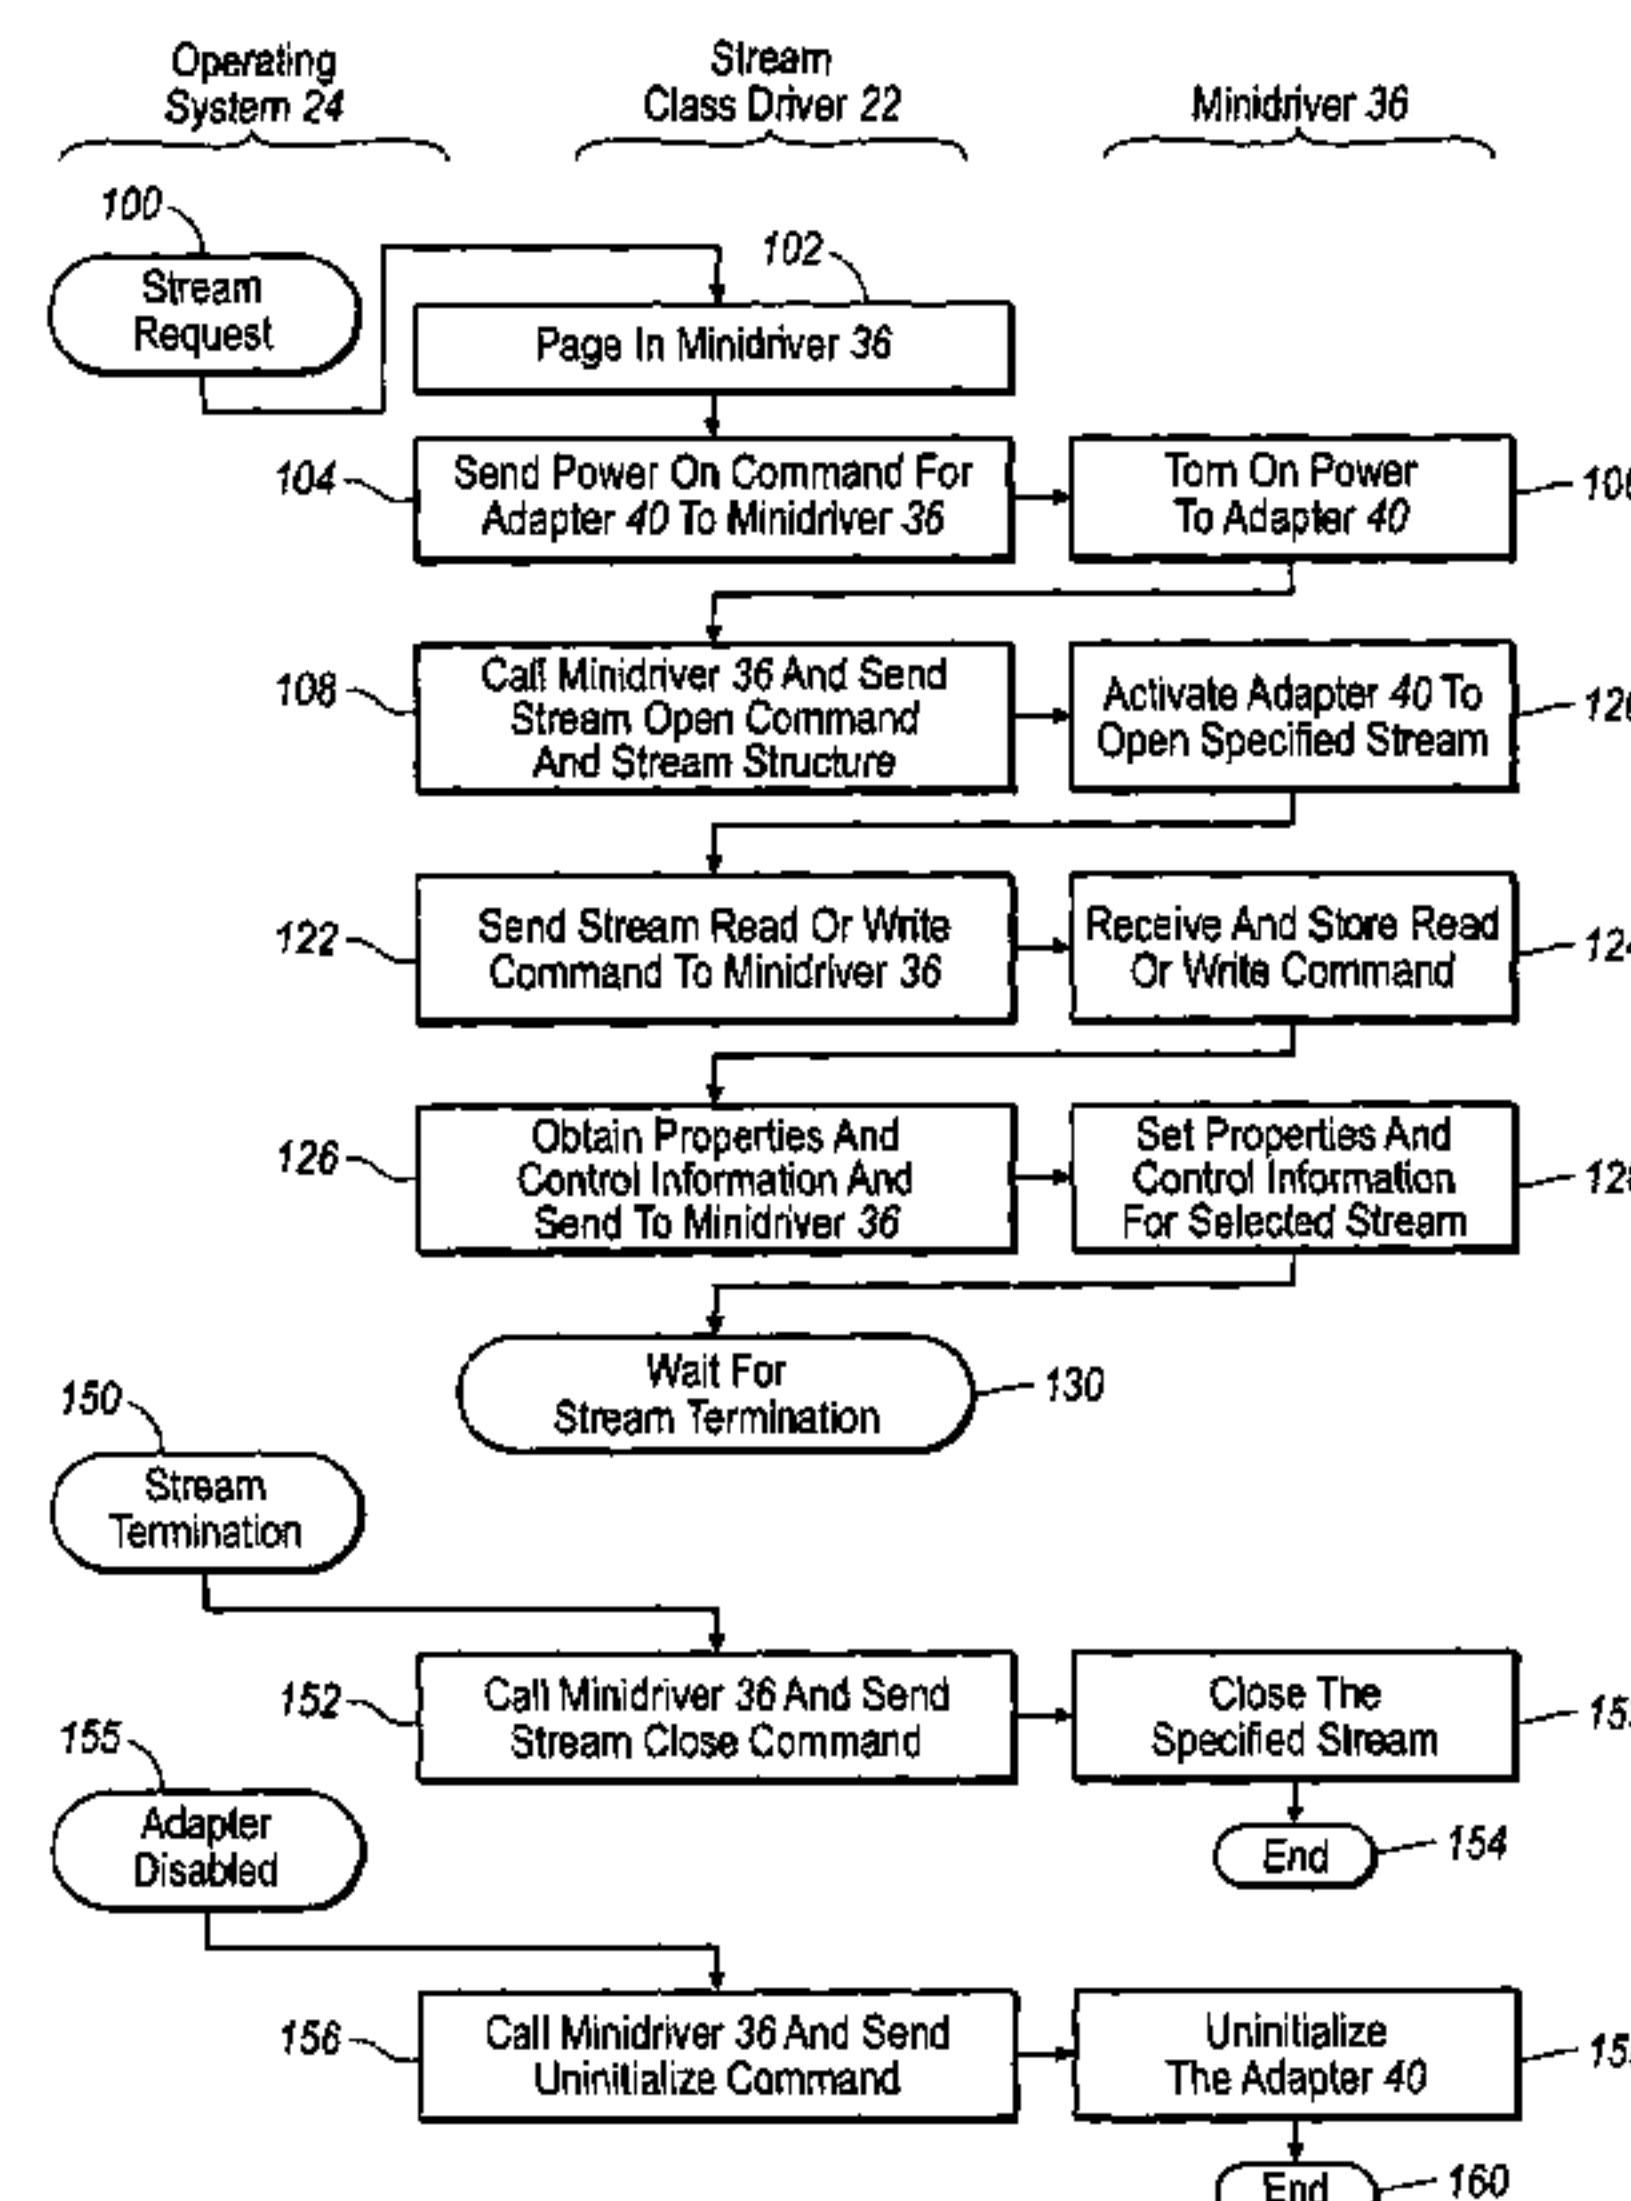 Operating
System 24
Stream
Class Driver 22
Minidriver 36
100
Stream
Request
102
Page In Minidriver 36
104
Send Power On Command For
Adapter 40 To Minidriver 36
Torn On Power
To Adapter 40
108
Call Minidriver 36 And Send
Stream Open Command
And Stream Structure
Activate Adapter 40 To
Open Specified Stream
122
Send Stream Read Or Write
Command To Minidriver 36
Receive And Store Read
Or Write Command
126
Obtain Properties And
Control Information And
Send To Minidriver 36
Set Properties And
Control Information
For Selected Stream
Wait For
Stream Termination
130
150
Stream
Termination
152
Call Minidriver 36 And Send
Stream Close Command
Close The
Specified Stream
End
154
155
Adapter
Disabled
156
Call Minidriver 36 And Send
Uninitialize Command
Uninitialize
The Adapter 40
End
160